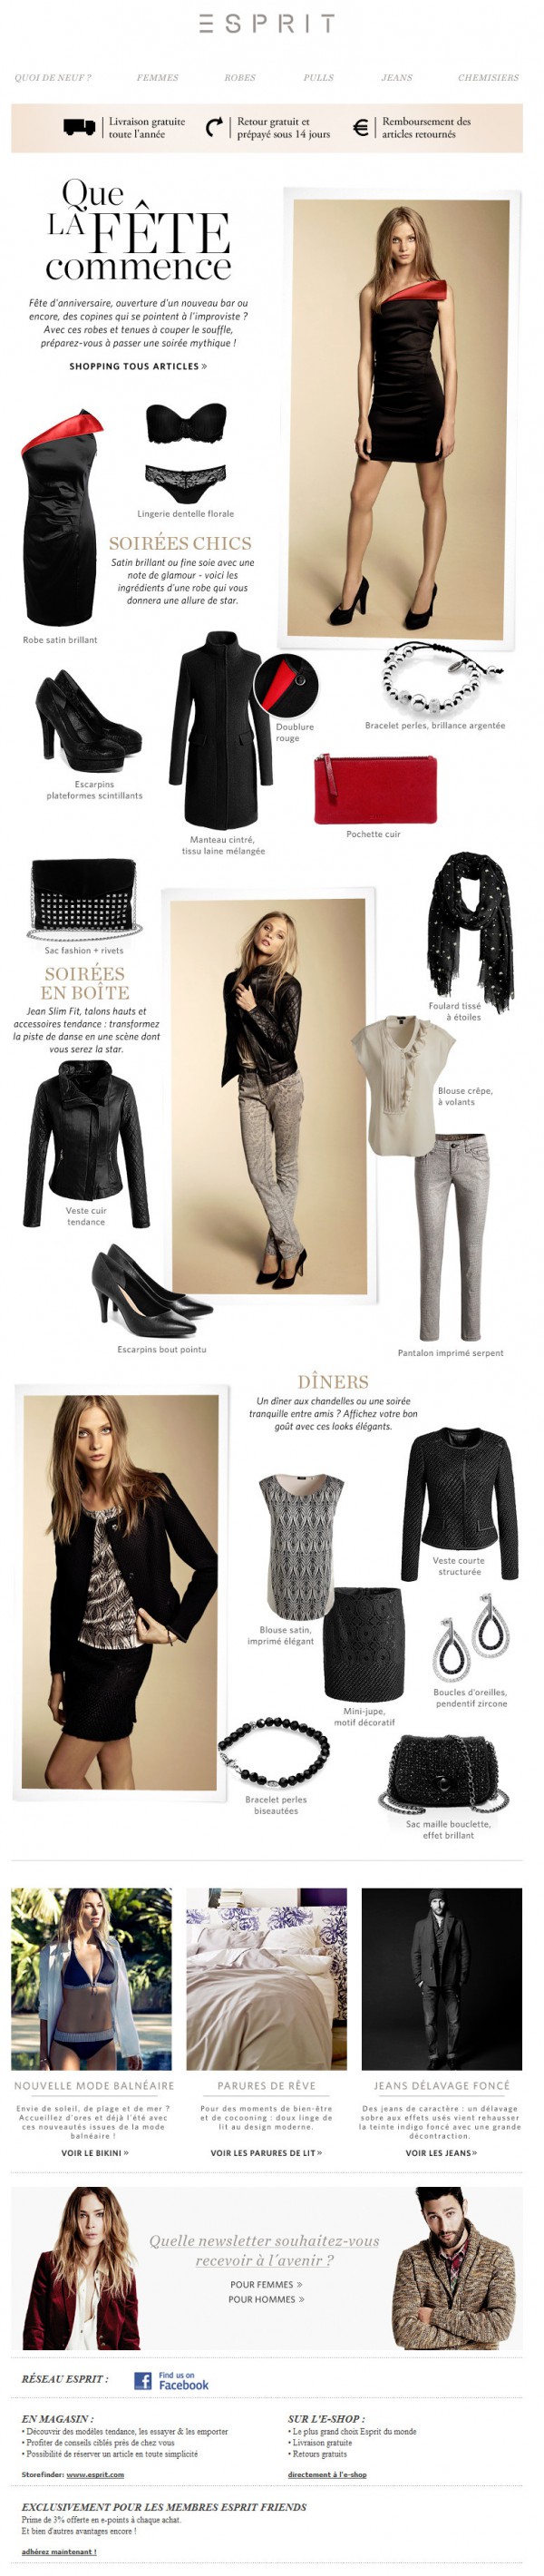 ESPRIT
QUOI DE NEUF ?
FEMMES
ROBES
PULLS
JEANS
CHEMISIERS
Livraison gratuite
toute l'année
Retour gratuit et
prépayé sous 14 jours
Remboursement des
articles retournés
Que
LA FÊTE
commence
Fête d'anniversaire, ouverture d'un nouveau bar ou
encore, des copines qui se pointent à l'improviste ?
Avec ces robes et tenues à couper le souffle,
préparez-vous à passer une soirée mythique !
SHOPPING TOUS ARTICLES »
Lingerie dentelle florale
SOIRÉES CHICS
Satin brillant ou fine soie avec une
note de glamour - voici les
ingrédients d'une robe qui vous
donnera une allure de star.
Robe satin brillant
Doublure
rouge
Bracelet perles, brillance argentée
Escarpins
plateformes scintillants
Manteau cintré,
tissu laine mélangée
Pochette cuir
Sac fashion + rivets
SOIRÉES
EN BOÎTE
Jean Slim Fit, talons hauts et
accessoires tendance : transformez
la piste de danse en une scène dont
vous serez la star.
Foulard tissé
à étoiles
Blouse crêpe,
à volants
Veste cuir
tendance
Escarpins bout pointu
Pantalon imprimé serpent
DÎNERS
Un dîner aux chandelles ou une soirée
tranquille entre amis ? Affichez votre bon
goût avec ces looks élégants.
Veste courte
structurée
Blouse satin,
imprimé élégant
Boucles d'oreilles,
pendentif zircone
Mini-jupe,
motif décoratif
Bracelet perles
biseautées
Sac maille bouclette,
effet brillant
NOUVELLE MODE BALNÉAIRE
Envie de soleil, de plage et de mer ?
Accueillez d'ores et déjà l'été avec
ces nouveautés issues de la mode
balnéaire !
VOIR LE BIKINI »
PARURES DE RÊVE
Pour des moments de bien-être
et de cocooning : doux linge de
lit au design moderne.
VOIR LES PARURES DE LIT »
JEANS DÉLAVAGE FONCÉ
Des jeans de caractère : un délavage
sobre aux effets usés vient rehausser
la teinte indigo foncé avec une grande
décontraction.
VOIR LES JEANS»
Quelle newsletter souhaitez-vous
recevoir à l'avenir ?
POUR FEMMES »
POUR HOMMES »
RÉSEAU ESPRIT :
Find us on
Facebook
EN MAGASIN :
• Découvrir des modèles tendance, les essayer & les emporter
• Profiter de conseils ciblés près de chez vous
• Possibilité de réserver un article en toute simplicité
Storefinder: www.esprit.com
SUR L'E-SHOP :
• Le plus grand choix Esprit du monde
• Livraison gratuite
• Retours gratuits
directement à l'e-shop
EXCLUSIVEMENT POUR LES MEMBRES ESPRIT FRIENDS
Prime de 3% offerte en e-points à chaque achat.
Et bien d'autres avantages encore !
adhérez maintenant !